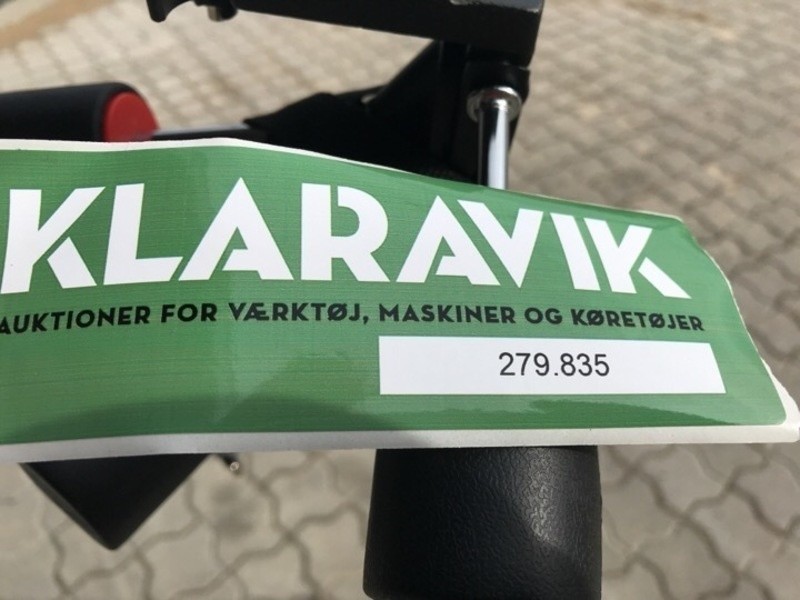 KLARAVIK
AUKTIONER FOR VÆRKTØJ, MASKINER OG KØRETØJER
279.835